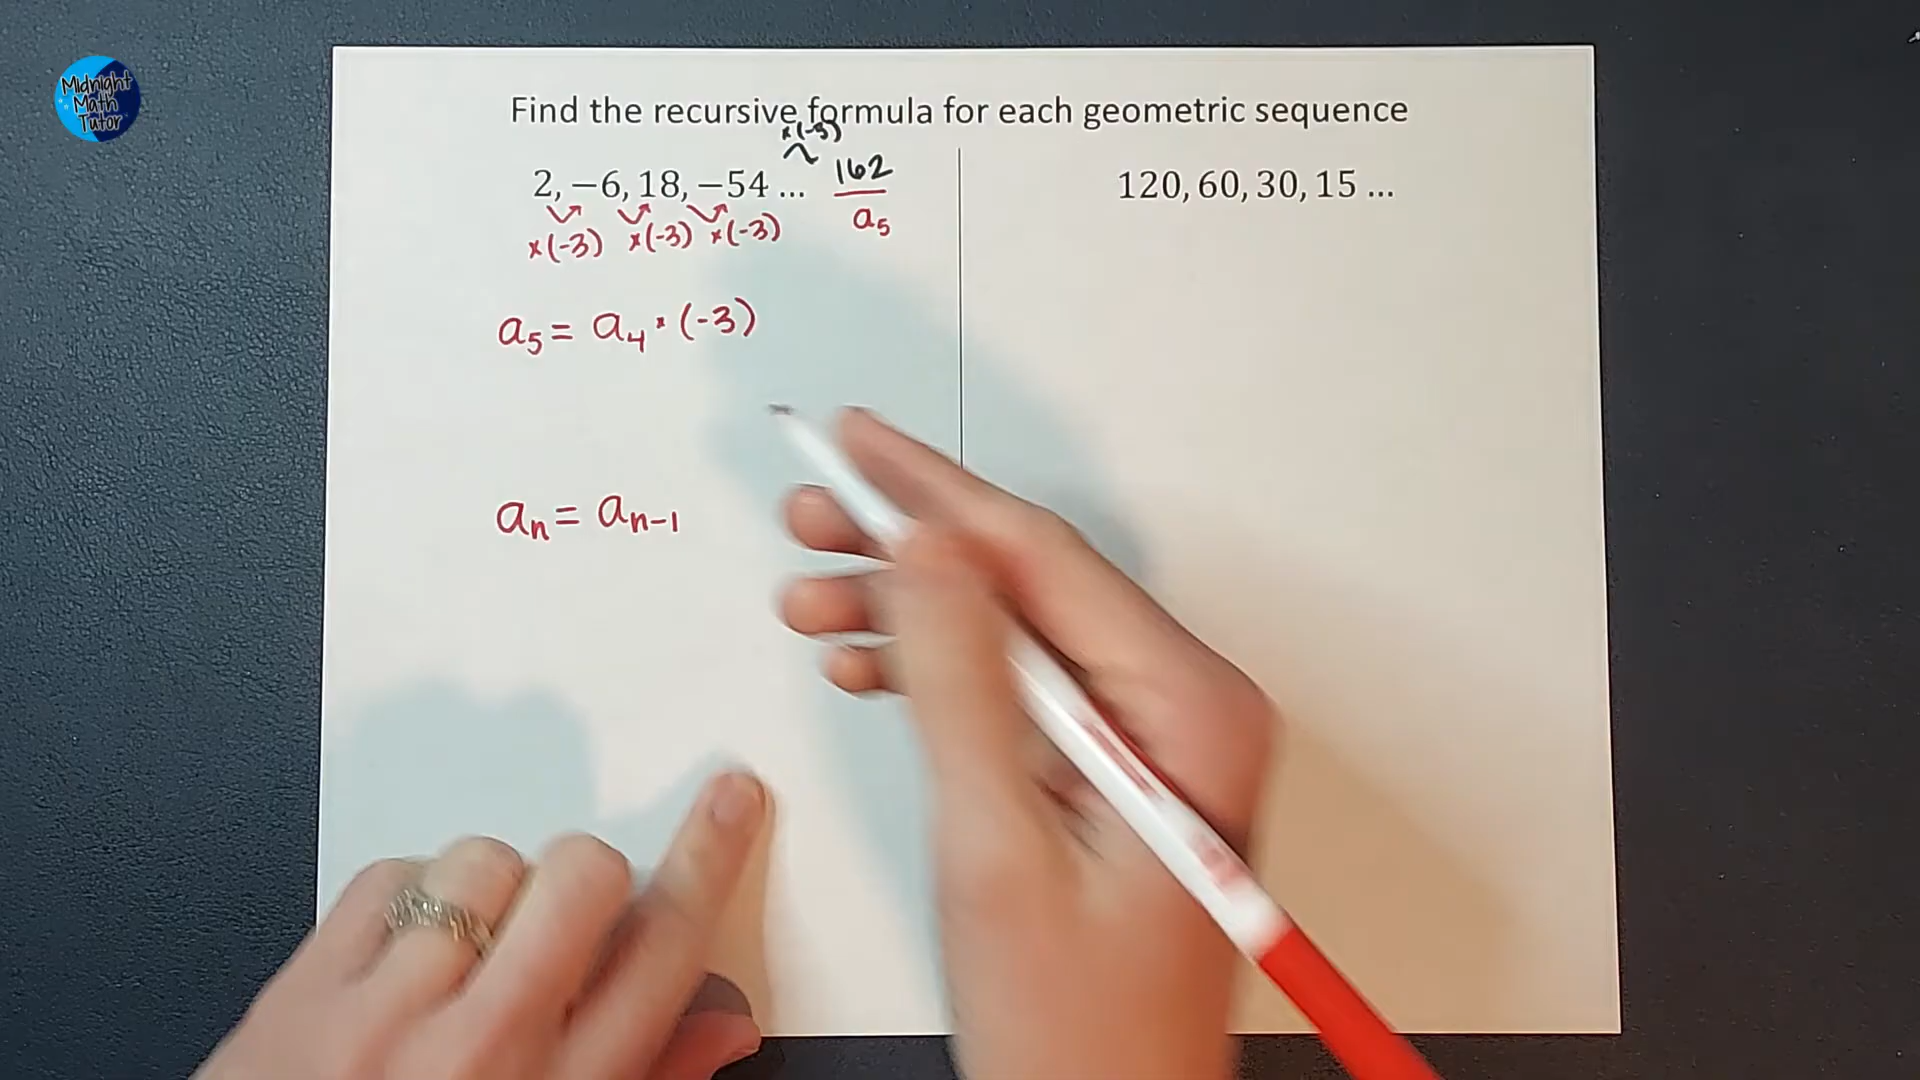 Midnight
Math
Tutor
Find the recursive formula for each geometric sequence
×(-3)
2, −6, 18, −54 ... 162
a₅
×(-3) ×(-3) ×(-3)
a₅ = a₄ · (-3)
aₙ = aₙ₋₁
120, 60, 30, 15 ...